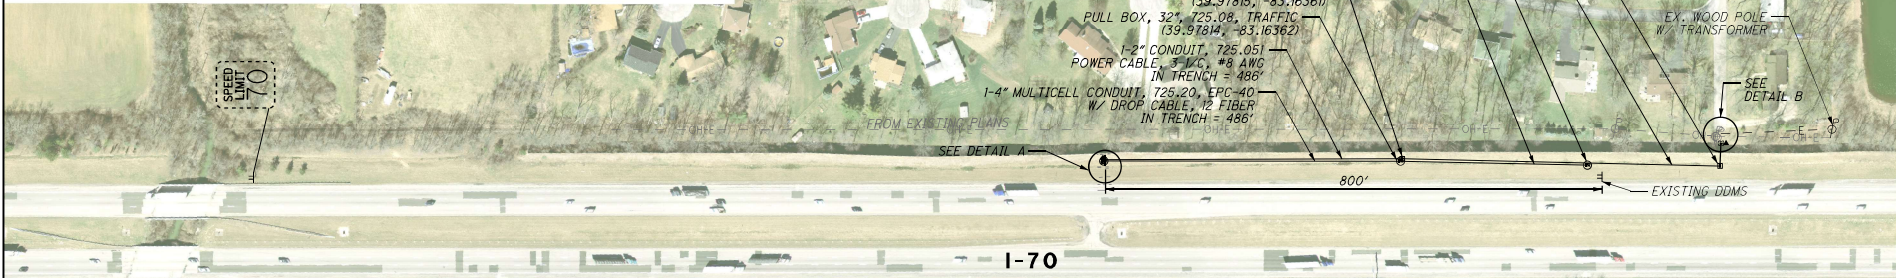 (39.97815, -83.16361)
PULL BOX, 32", 725.08, TRAFFIC
(39.97814, -83.16362)
1-2" CONDUIT, 725.051
POWER CABLE, 3-1/C, #8 AWG
IN TRENCH = 486'
1-4" MULTICELL CONDUIT, 725.20, EPC-40
W/ DROP CABLE, 12 FIBER
IN TRENCH = 486'
EX. WOOD POLE
W/ TRANSFORMER
SPEED
LIMIT
70
SEE
DETAIL B
FROM EXISTING PLANS
OH-E
OH-E
OH-E
E
SEE DETAIL A
800'
EXISTING DDMS
I-70